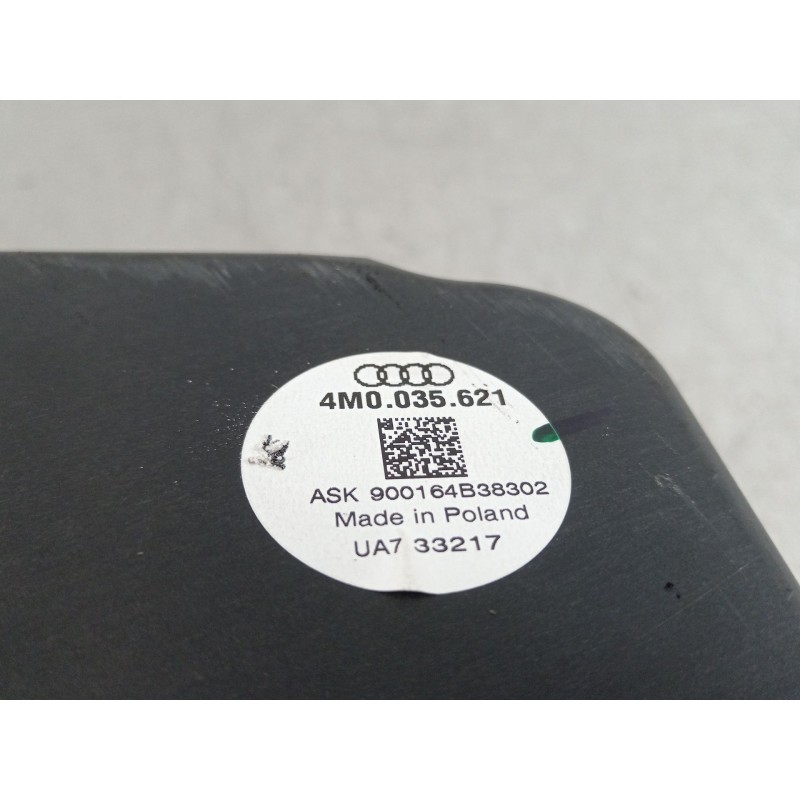 4M0.035.621
ASK 900164B38302
Made in Poland
UA7 33217